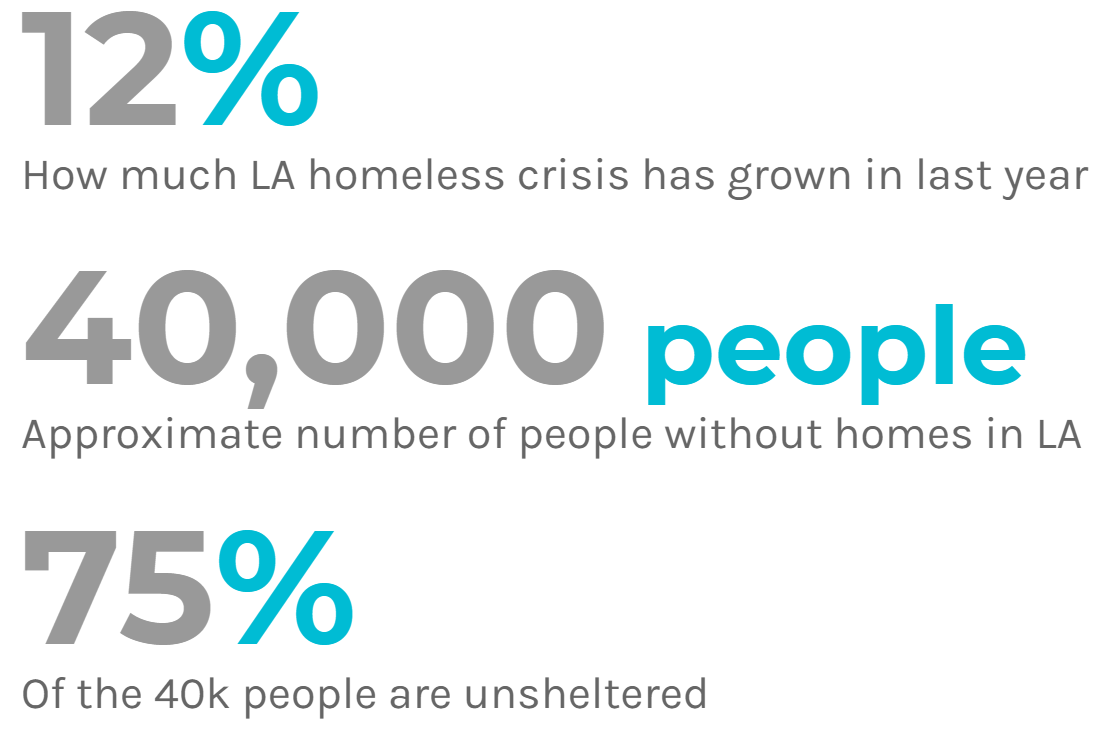 12%
How much LA homeless crisis has grown in last year
40,000 people
Approximate number of people without homes in LA
75%
Of the 40k people are unsheltered